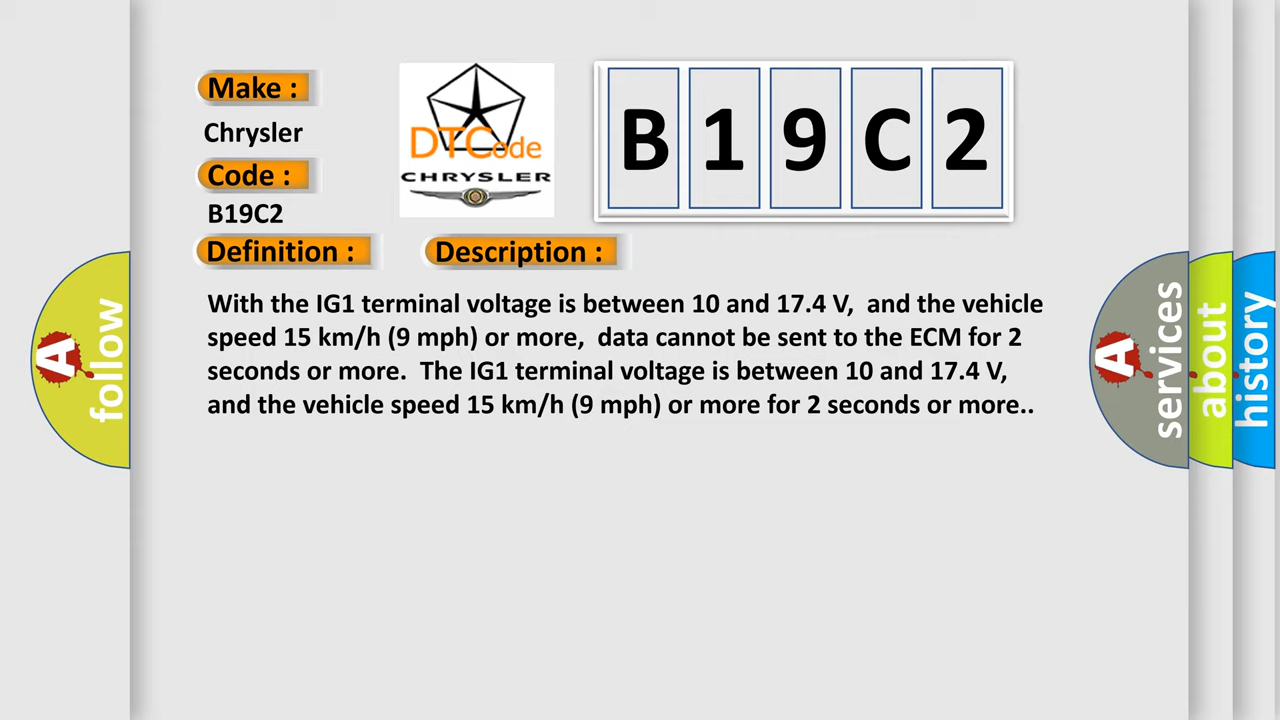 Make :
Chrysler
Code :
B19C2
Definition :
Description :
DTCode
CHRYSLER
B19C2
With the IG1 terminal voltage is between 10 and 17.4 V,  and the vehicle
speed 15 km/h (9 mph) or more,  data cannot be sent to the ECM for 2
seconds or more.  The IG1 terminal voltage is between 10 and 17.4 V,
and the vehicle speed 15 km/h (9 mph) or more for 2 seconds or more..
A follow
A services
about
history